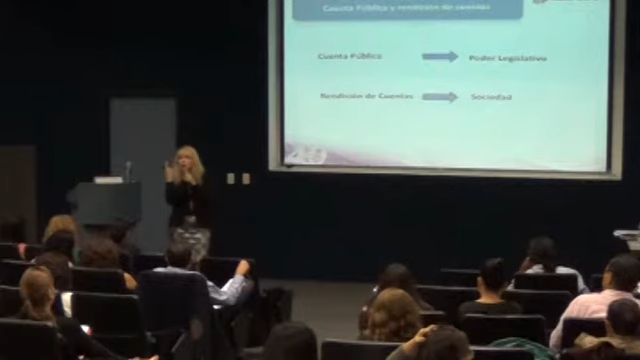 Cuenta Pública y rendición de cuentas
Cuenta Pública Poder Legislativo
Rendición de Cuentas Sociedad